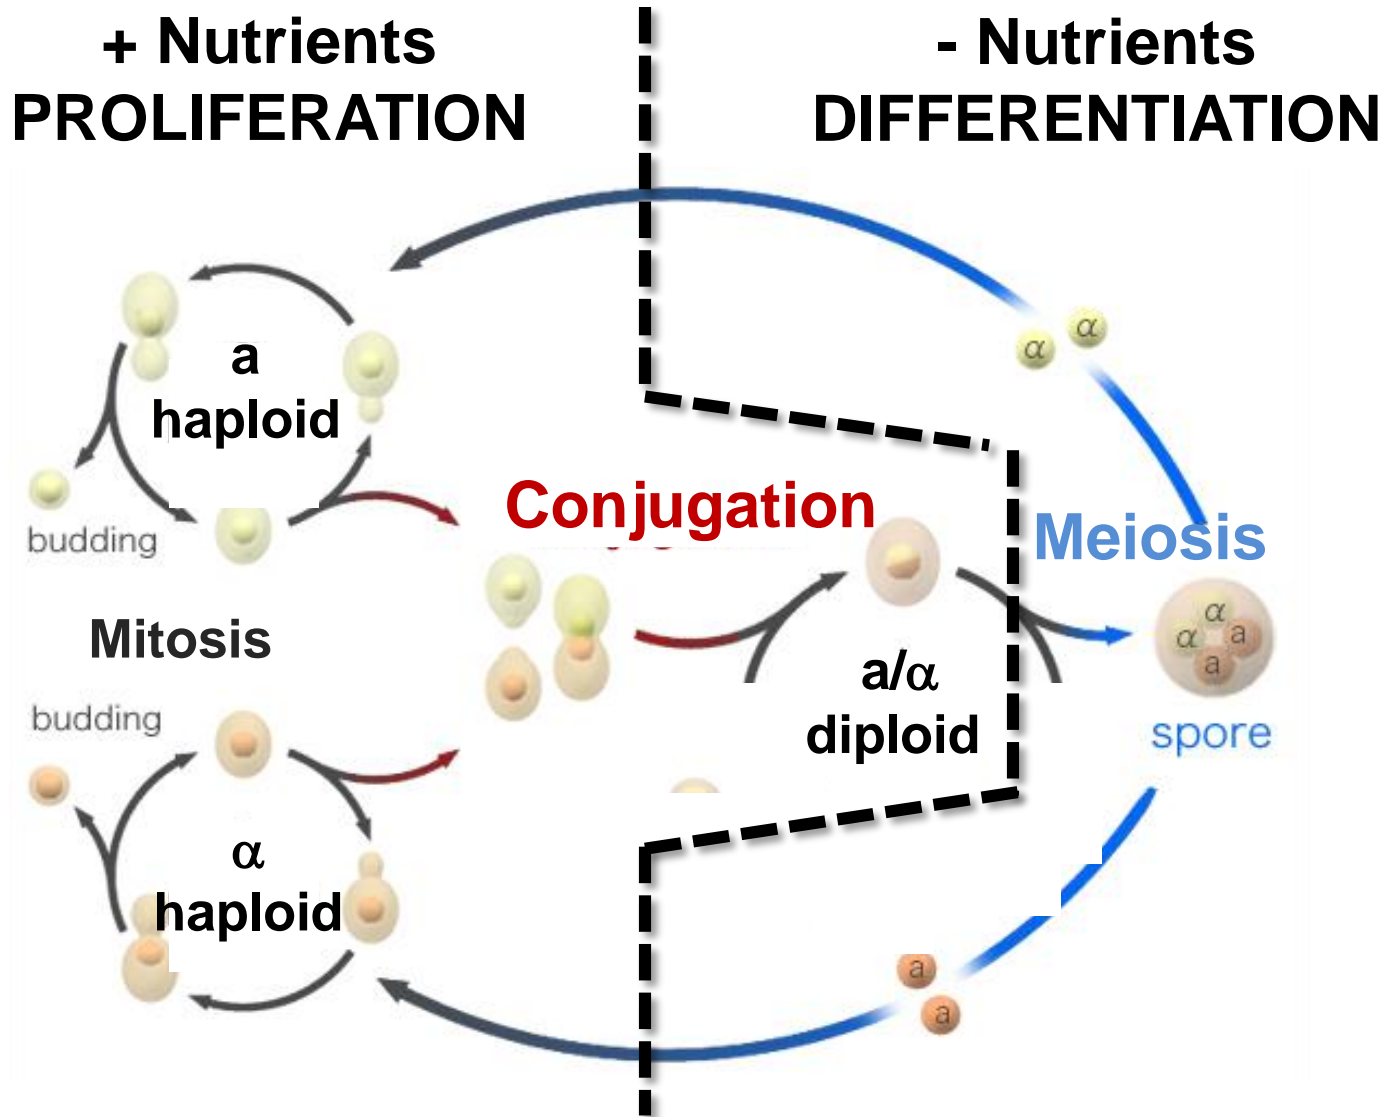 + Nutrients
PROLIFERATION
- Nutrients
DIFFERENTIATION
α
α
a
haploid
budding
Conjugation
Meiosis
Mitosis
α
α
a
a
a/α
diploid
spore
budding
α
haploid
a
a